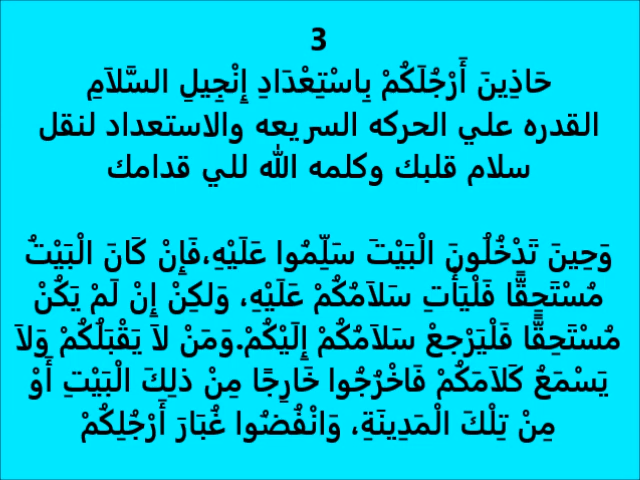 3
حَاذِينَ أَرْجُلَكُمْ بِاسْتِعْدَادِ إِنْجِيلِ السَّلاَمِ
القدره علي الحركه السريعه والاستعداد لنقل
سلام قلبك وكلمه الله للي قدامك
وَحِينَ تَدْخُلُونَ الْبَيْتَ سَلِّمُوا عَلَيْهِ،فَإِنْ كَانَ الْبَيْتُ
مُسْتَحِقًّا فَلْيَأْتِ سَلاَمُكُمْ عَلَيْهِ، وَلكِنْ إِنْ لَمْ يَكُنْ
مُسْتَحِقًّا فَلْيَرْجعْ سَلاَمُكُمْ إِلَيْكُمْ.وَمَنْ لاَ يَقْبَلُكُمْ وَلاَ
يَسْمَعُ كَلاَمَكُمْ فَاخْرُجُوا خَارِجًا مِنْ ذلِكَ الْبَيْتِ أَوْ
مِنْ تِلْكَ الْمَدِينَةِ، وَانْفُضُوا غُبَارَ أَرْجُلِكُمْ